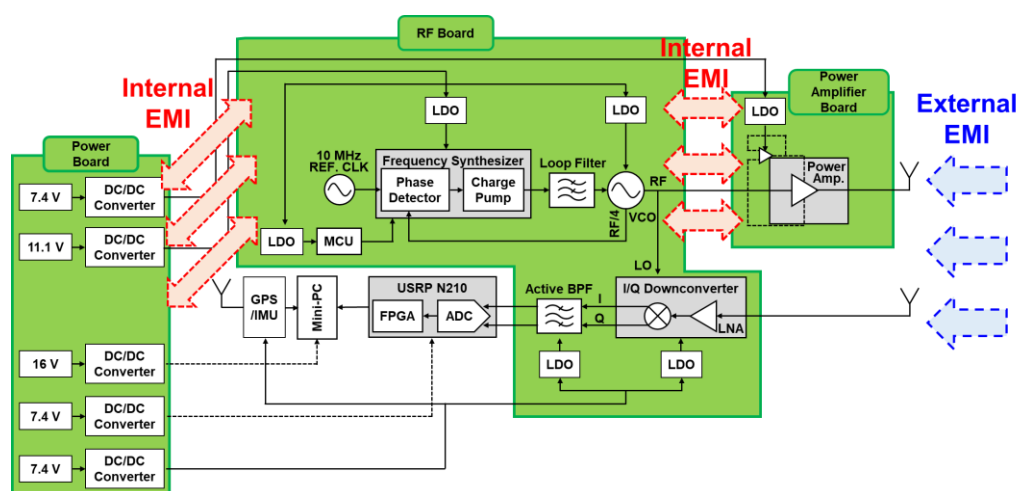 RF Board
Internal
EMI
Internal
EMI
Power
Amplifier
Board
External
EMI
Power
Board
LDO
LDO
LDO
10 MHz
REF. CLK
Frequency Synthesizer
Phase
Detector
Charge
Pump
Loop Filter
RF
VCO
RF/4
Power
Amp.
7.4 V
DC/DC
Converter
11.1 V
DC/DC
Converter
LDO
MCU
LO
GPS
/IMU
Mini-PC
USRP N210
FPGA
ADC
Active BPF
I
Q
I/Q Downconverter
LNA
LDO
LDO
16 V
DC/DC
Converter
7.4 V
DC/DC
Converter
7.4 V
DC/DC
Converter